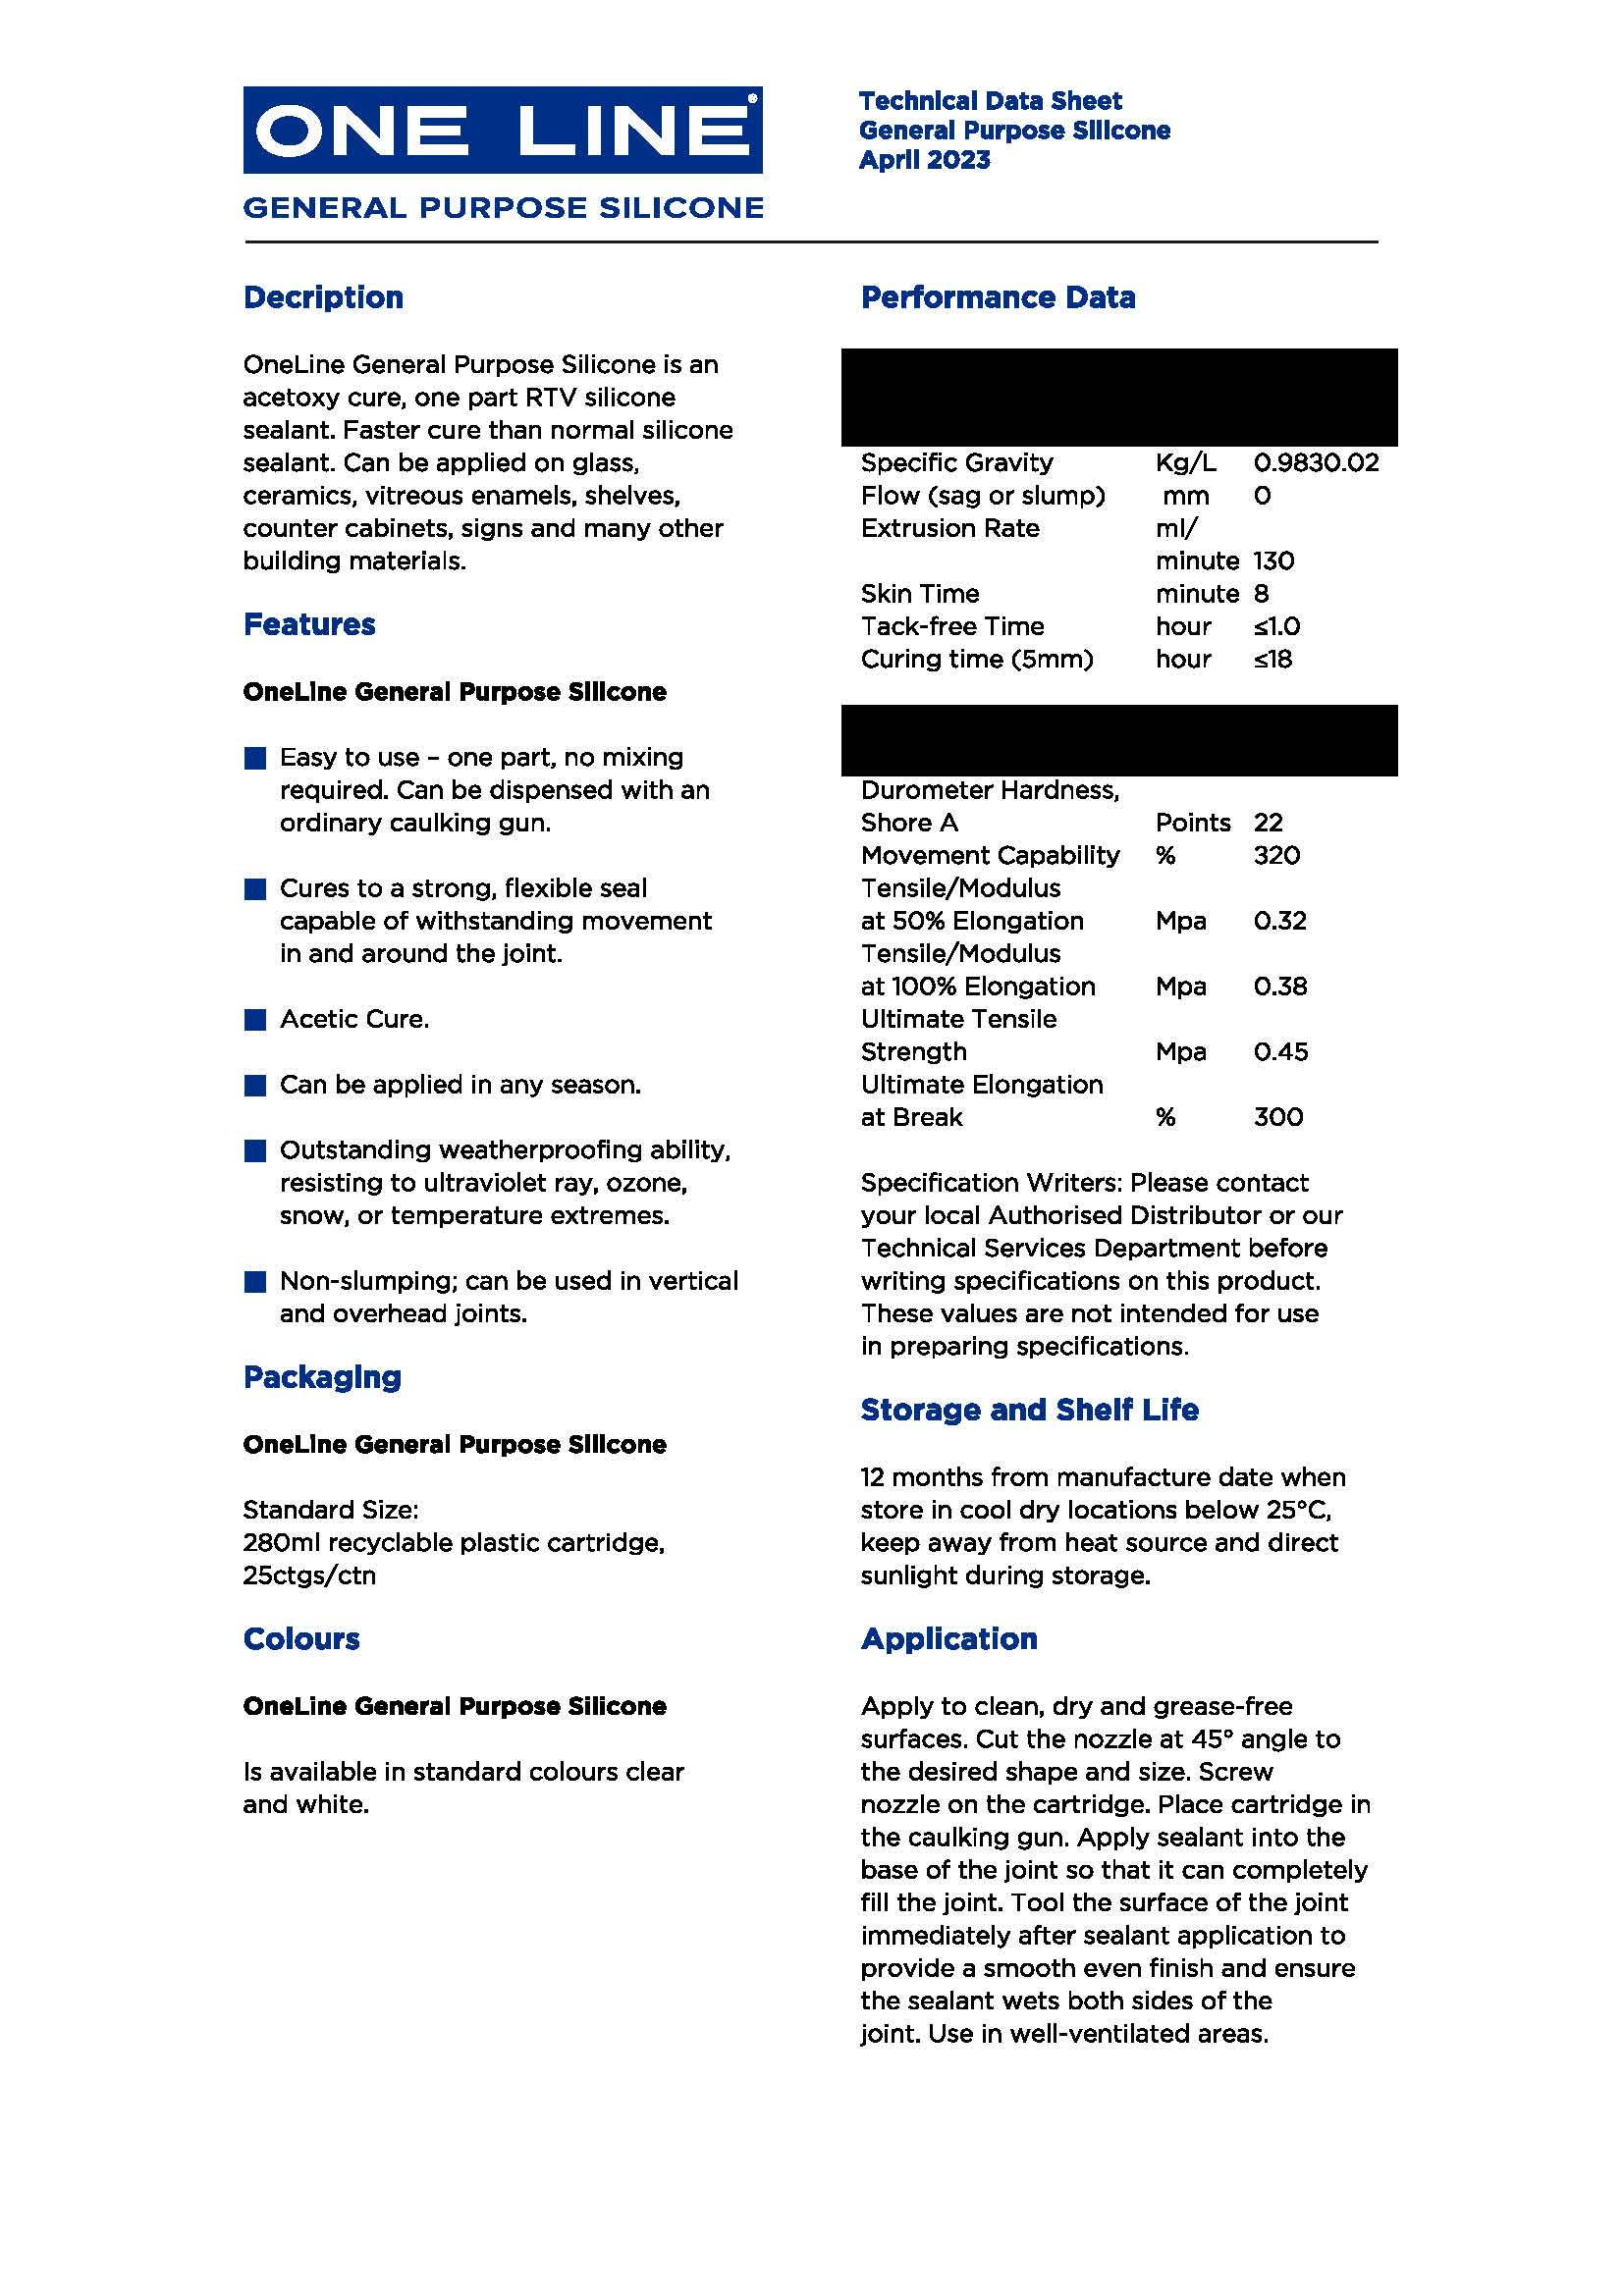 ONE LINE®
GENERAL PURPOSE SILICONE
Technical Data Sheet
General Purpose Silicone
April 2023
Decription
OneLine General Purpose Silicone is an
acetoxy cure, one part RTV silicone
sealant. Faster cure than normal silicone
sealant. Can be applied on glass,
ceramics, vitreous enamels, shelves,
counter cabinets, signs and many other
building materials.
Features
OneLine General Purpose Silicone
Easy to use – one part, no mixing
required. Can be dispensed with an
ordinary caulking gun.
Cures to a strong, flexible seal
capable of withstanding movement
in and around the joint.
Acetic Cure.
Can be applied in any season.
Outstanding weatherproofing ability,
resisting to ultraviolet ray, ozone,
snow, or temperature extremes.
Non-slumping; can be used in vertical
and overhead joints.
Packaging
OneLine General Purpose Silicone
Standard Size:
280ml recyclable plastic cartridge,
25ctgs/ctn
Colours
OneLine General Purpose Silicone
Is available in standard colours clear
and white.
Performance Data
Specific Gravity Kg/L 0.9830.02
Flow (sag or slump) mm 0
Extrusion Rate ml/
minute 130
Skin Time minute 8
Tack-free Time hour ≤1.0
Curing time (5mm) hour ≤18
Durometer Hardness,
Shore A Points 22
Movement Capability % 320
Tensile/Modulus
at 50% Elongation Mpa 0.32
Tensile/Modulus
at 100% Elongation Mpa 0.38
Ultimate Tensile
Strength Mpa 0.45
Ultimate Elongation
at Break % 300
Specification Writers: Please contact
your local Authorised Distributor or our
Technical Services Department before
writing specifications on this product.
These values are not intended for use
in preparing specifications.
Storage and Shelf Life
12 months from manufacture date when
store in cool dry locations below 25°C,
keep away from heat source and direct
sunlight during storage.
Application
Apply to clean, dry and grease-free
surfaces. Cut the nozzle at 45° angle to
the desired shape and size. Screw
nozzle on the cartridge. Place cartridge in
the caulking gun. Apply sealant into the
base of the joint so that it can completely
fill the joint. Tool the surface of the joint
immediately after sealant application to
provide a smooth even finish and ensure
the sealant wets both sides of the
joint. Use in well-ventilated areas.